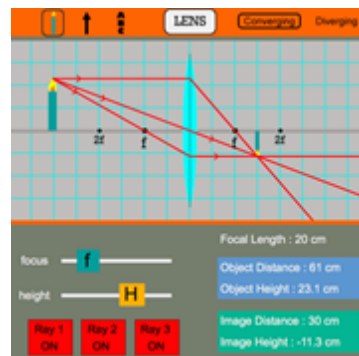 A
B
C
LENS
Converging
Diverging
2f
f
f
2f
focus
f
height
H
Ray 1
ON
Ray 2
ON
Ray 3
ON
Focal Length : 20 cm
Object Distance : 61 cm
Object Height : 23.1 cm
Image Distance : 30 cm
Image Height : -11.3 cm